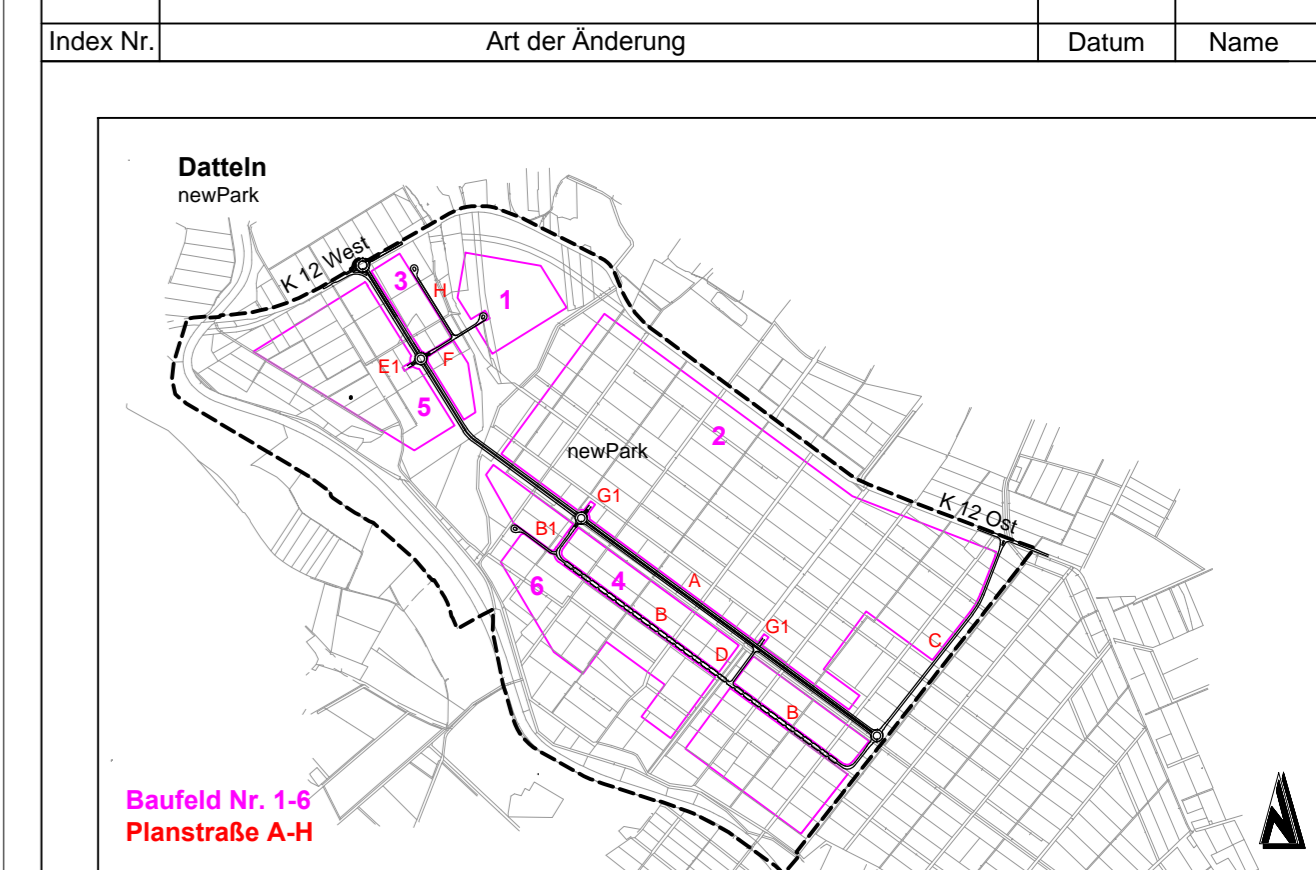 Index Nr. Art der Änderung Datum Name
Datteln
newPark
K 12 West
3
H
1
F
E1
5
2
newPark
K 12 Ost
G1
B1
A
6
4
B
G1
C
D
B
Baufeld Nr. 1-6
Planstraße A-H
N